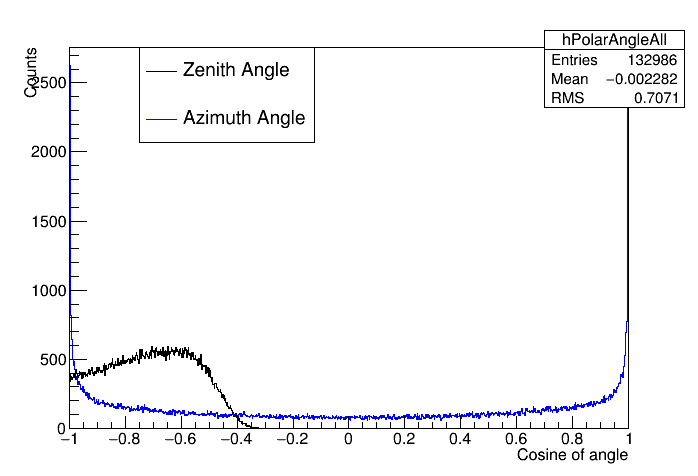 hPolarAngleAll
Entries 132986
Mean −0.002282
RMS 0.7071
Counts
Zenith Angle
Azimuth Angle
2500
2000
1500
1000
500
0
−1 −0.8 −0.6 −0.4 −0.2 0 0.2 0.4 0.6 0.8 1
Cosine of angle